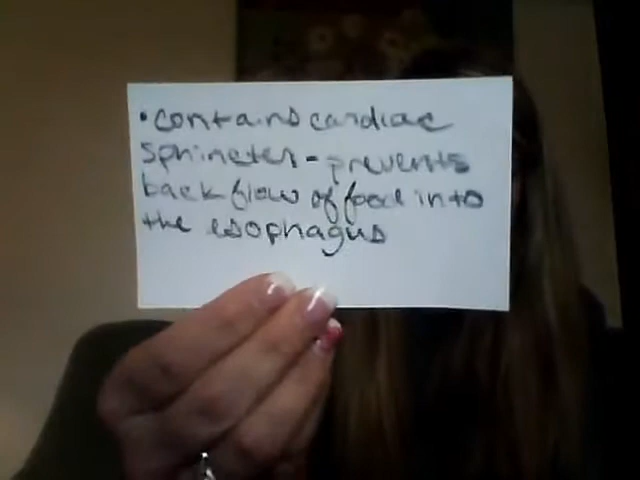 • contains cardiac
sphincter - prevents
back flow of food into
the esophagus